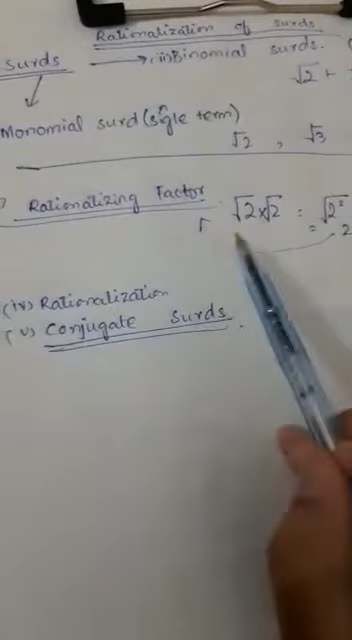 Rationalization of surds
surds → (ii) Binomial surds.
√2 +
Monomial surd (single term)
√2 , √3
Rationalizing Factor √2 × √2 = √2²
= 2
(iv) Rationalization
(v) Conjugate surds.